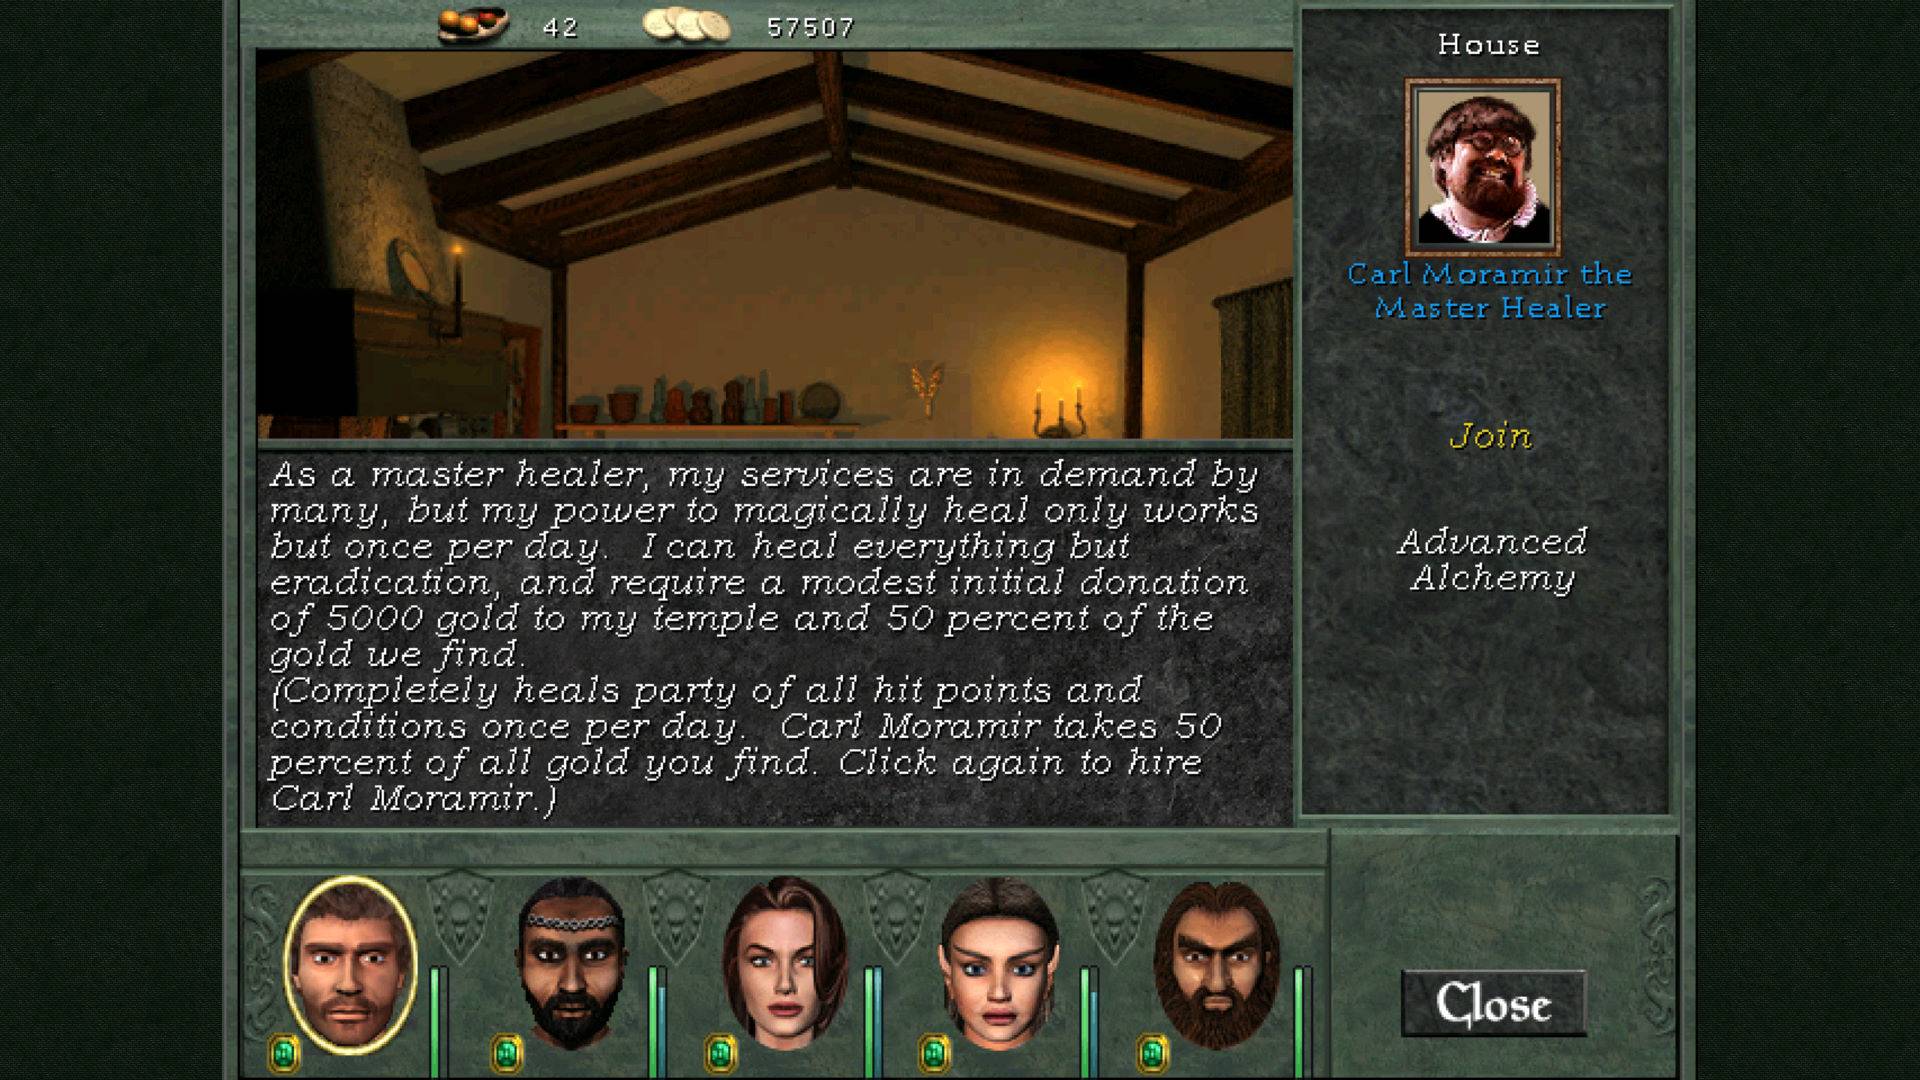 42 57507
House
Carl Moramir the
Master Healer
Join
Advanced
Alchemy
As a master healer, my services are in demand by
many, but my power to magically heal only works
but once per day. I can heal everything but
eradication, and require a modest initial donation
of 5000 gold to my temple and 50 percent of the
gold we find.
(Completely heals party of all hit points and
conditions once per day. Carl Moramir takes 50
percent of all gold you find. Click again to hire
Carl Moramir.)
Close